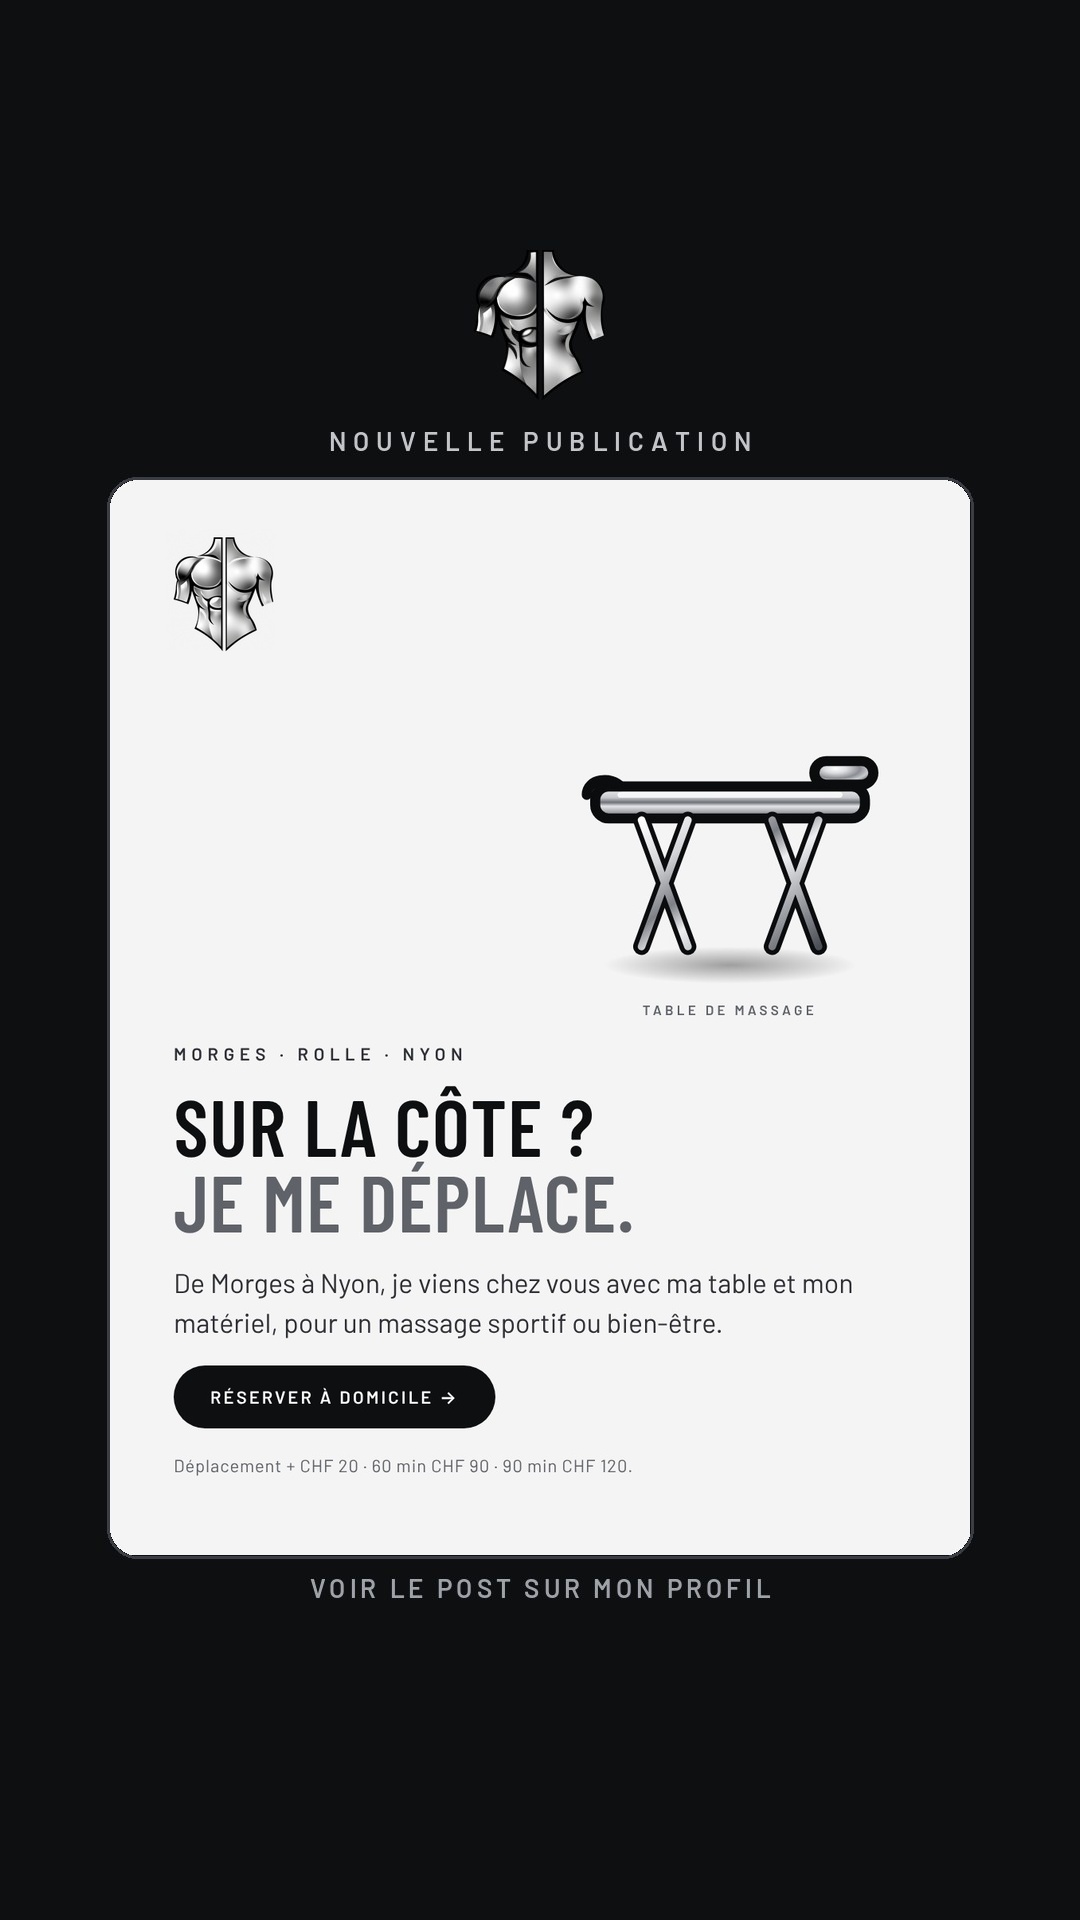 NOUVELLE PUBLICATION
TABLE DE MASSAGE
MORGES · ROLLE · NYON
SUR LA CÔTE ?
JE ME DÉPLACE.
De Morges à Nyon, je viens chez vous avec ma table et mon
matériel, pour un massage sportif ou bien-être.
RÉSERVER À DOMICILE →
Déplacement + CHF 20 · 60 min CHF 90 · 90 min CHF 120.
VOIR LE POST SUR MON PROFIL